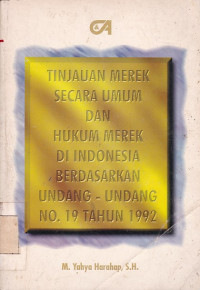 TINJAUAN MEREK
SECARA UMUM
DAN
HUKUM MEREK
DI INDONESIA
BERDASARKAN
UNDANG - UNDANG
NO. 19 TAHUN 1992
M. Yahya Harahap, S.H.